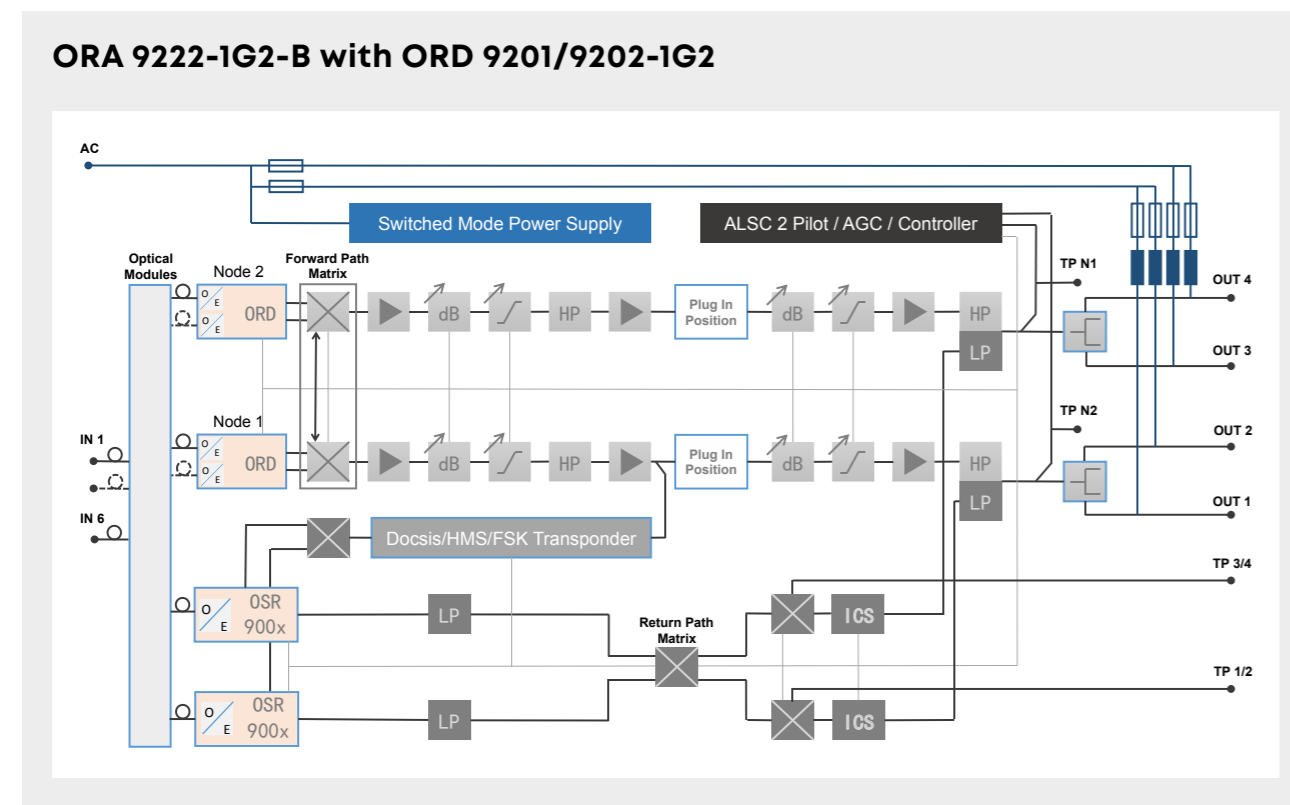 ORA 9222-1G2-B with ORD 9201/9202-1G2
AC
Switched Mode Power Supply
ALSC 2 Pilot / AGC / Controller
Optical
Modules
Node 2
Forward Path
Matrix
TP N1
OUT 4
O
E
O
E
ORD
dB
HP
Plug In
Position
dB
HP
LP
OUT 3
Node 1
TP N2
IN 1
OUT 2
O
E
O
E
ORD
dB
HP
Plug In
Position
dB
HP
LP
OUT 1
IN 6
Docsis/HMS/FSK Transponder
TP 3/4
O
E
OSR
900x
LP
Return Path
Matrix
ICS
TP 1/2
O
E
OSR
900x
LP
ICS